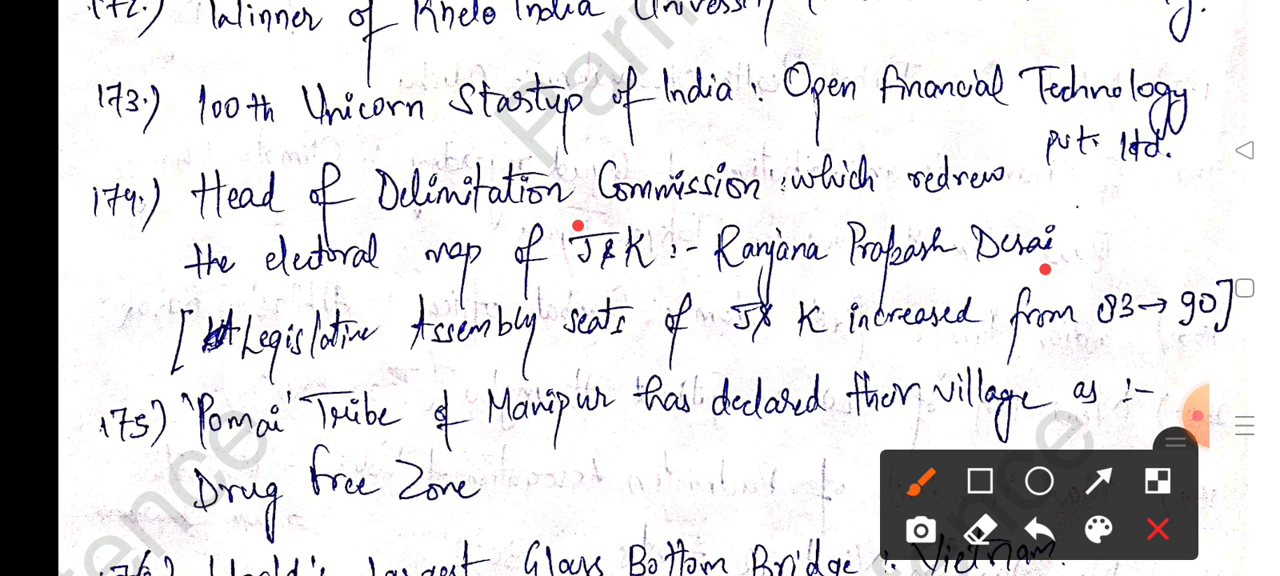 172.) Winner of Khelo India University
173.) 100th Unicorn Startup of India : Open financial Technology
pvt. ltd.
174.) Head of Delimitation Commission which redrew
the electoral map of J&K :- Ranjana Prakash Desai
[ Legislative Assembly seats of J& K increased from 83→90]
175) 'Pomai' Tribe of Manipur has declared their village as :-
Drug free Zone
176) World's largest Glass Bottom Bridge : Vietnam